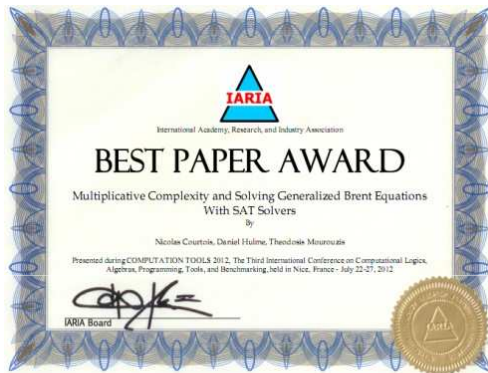 IARIA
International Academy, Research, and Industry Association
BEST PAPER AWARD
Multiplicative Complexity and Solving Generalized Brent Equations
With SAT Solvers
By
Nicolas Courtois, Daniel Hulme, Theodosis Mourouzis
Presented during COMPUTATION TOOLS 2012, The Third International Conference on Computational Logics,
Algebras, Programming, Tools, and Benchmarking, held in Nice, France - July 22-27, 2012
IARIA Board
IARIA